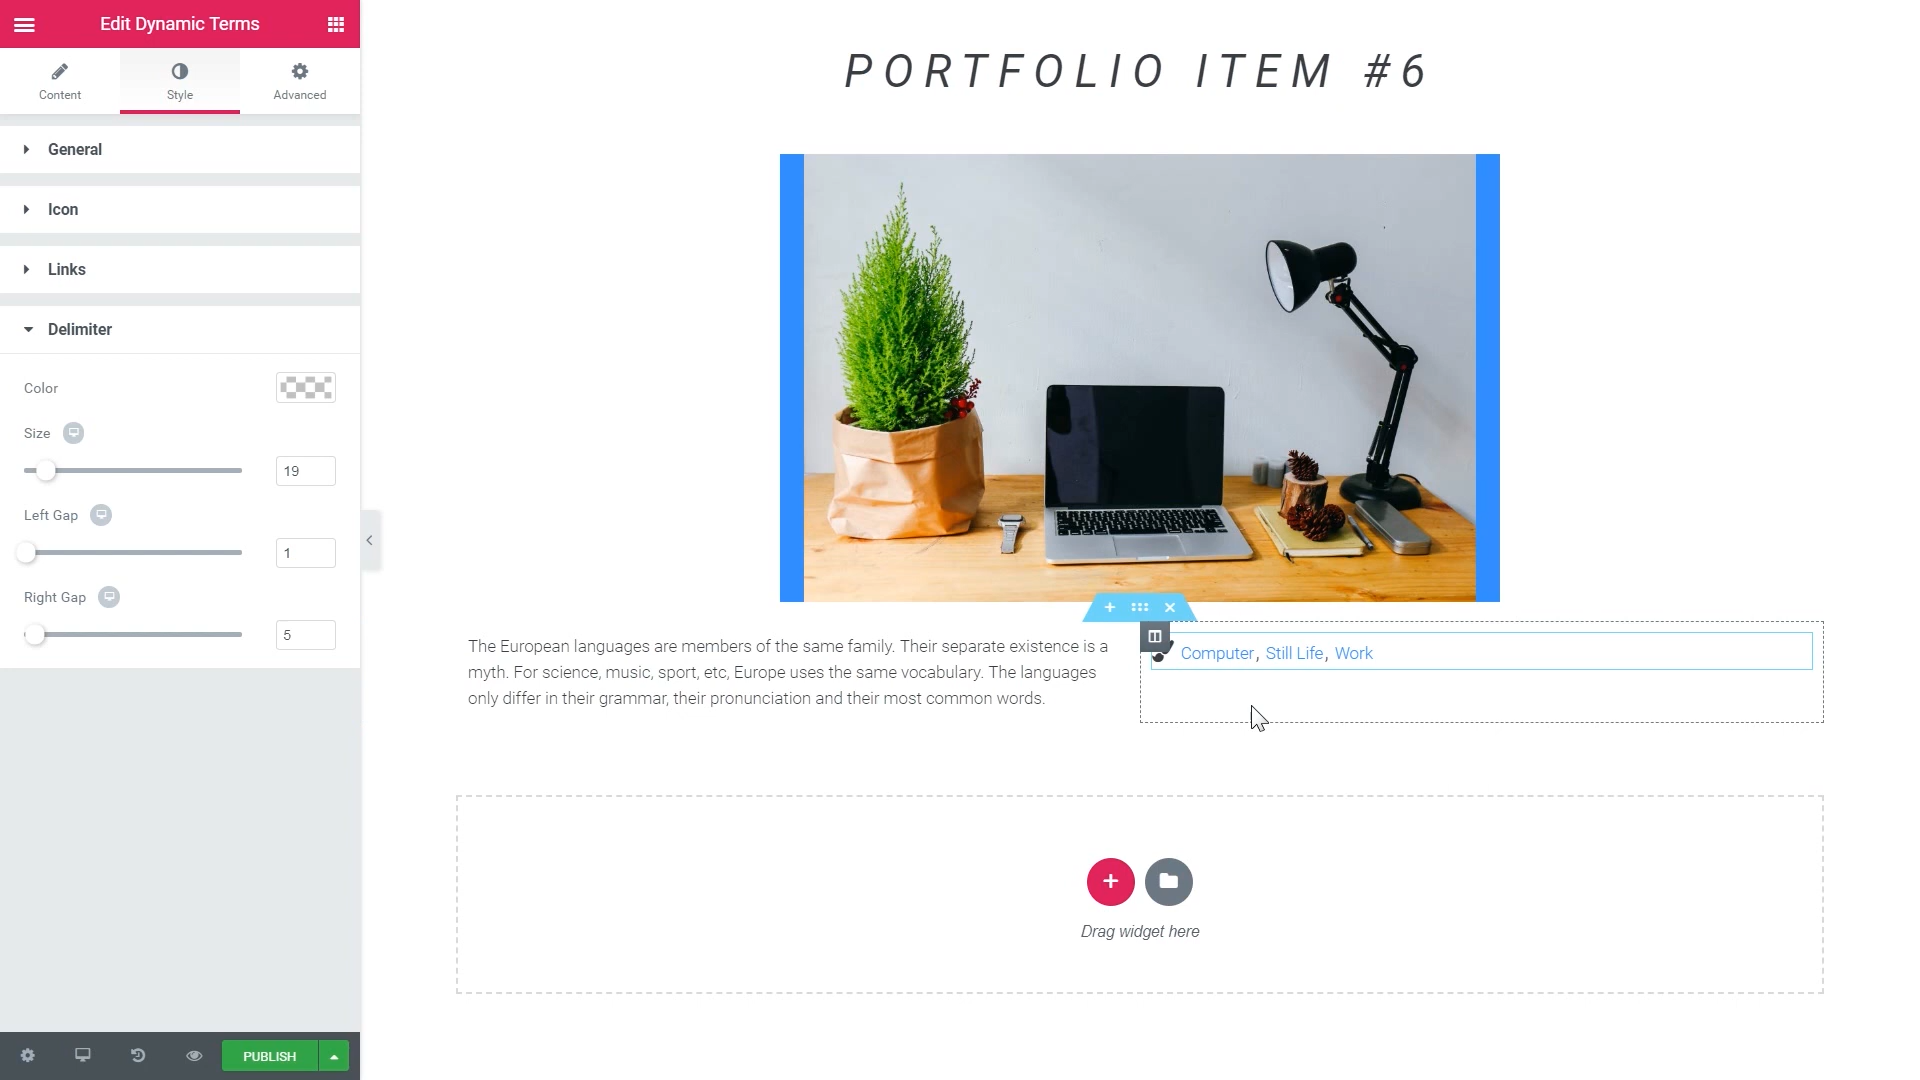 Edit Dynamic Terms
Content
Style
Advanced
General
Icon
Links
Delimiter
Color
Size
19
Left Gap
1
Right Gap
5
PUBLISH
PORTFOLIO ITEM #6
The European languages are members of the same family. Their separate existence is a
myth. For science, music, sport, etc, Europe uses the same vocabulary. The languages
only differ in their grammar, their pronunciation and their most common words.
Computer, Still Life, Work
Drag widget here